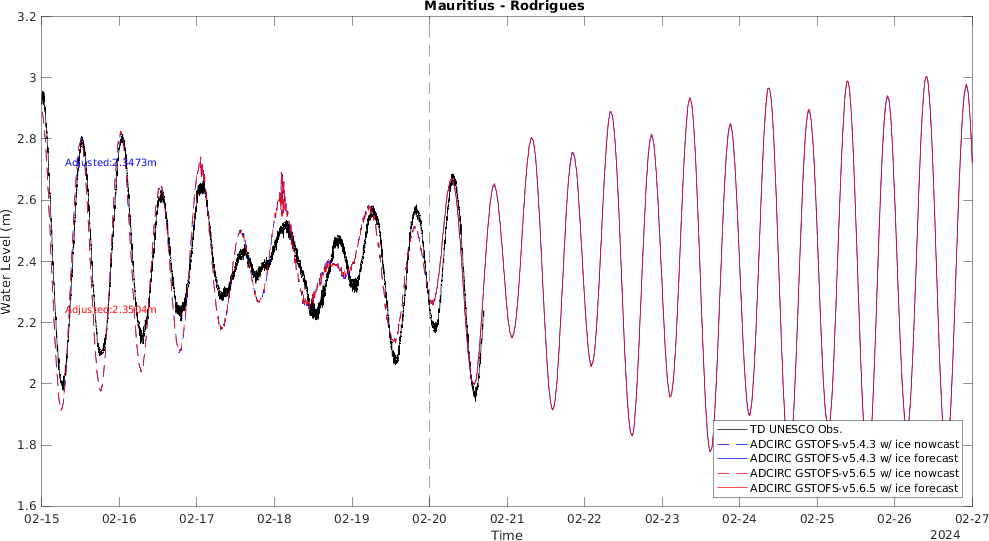 Mauritius - Rodrigues
3.2
3
2.8
2.6
2.4
2.2
2
1.8
1.6
Water Level (m)
Adjusted:2.3473m
Adjusted:2.3504m
TD UNESCO Obs.
ADCIRC GSTOFS-v5.4.3 w/ ice nowcast
ADCIRC GSTOFS-v5.4.3 w/ ice forecast
ADCIRC GSTOFS-v5.6.5 w/ ice nowcast
ADCIRC GSTOFS-v5.6.5 w/ ice forecast
02-15 02-16 02-17 02-18 02-19 02-20 02-21 02-22 02-23 02-24 02-25 02-26 02-27
Time
2024